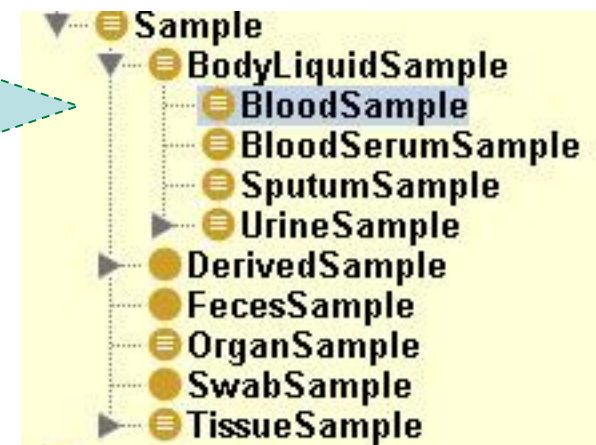 Sample
BodyLiquidSample
BloodSample
BloodSerumSample
SputumSample
UrineSample
DerivedSample
FecesSample
OrganSample
SwabSample
TissueSample